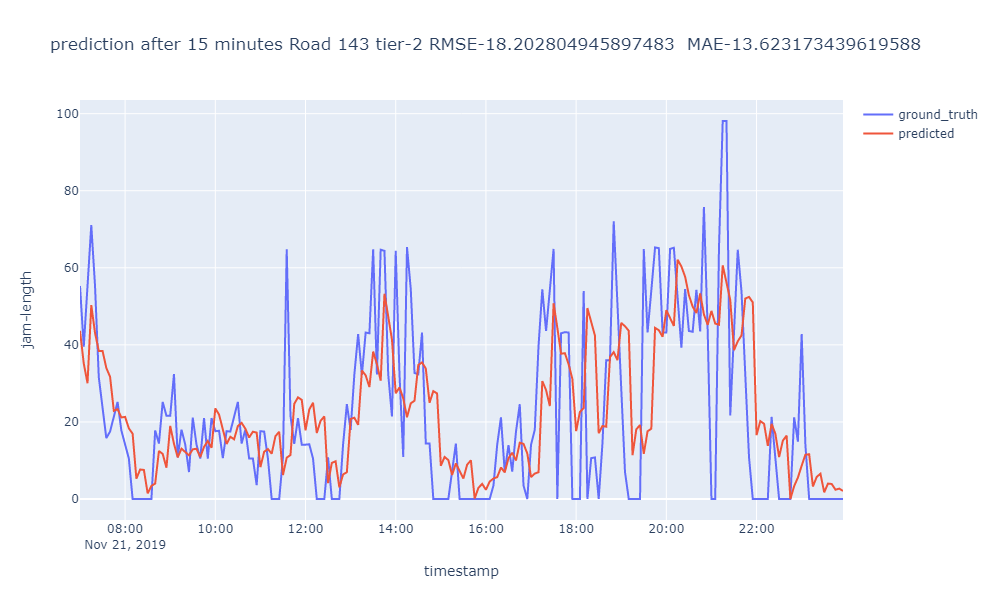 prediction after 15 minutes Road 143 tier-2 RMSE-18.202804945897483  MAE-13.623173439619588
ground_truth
predicted
jam-length
100
80
60
40
20
0
08:00 10:00 12:00 14:00 16:00 18:00 20:00 22:00
Nov 21, 2019
timestamp